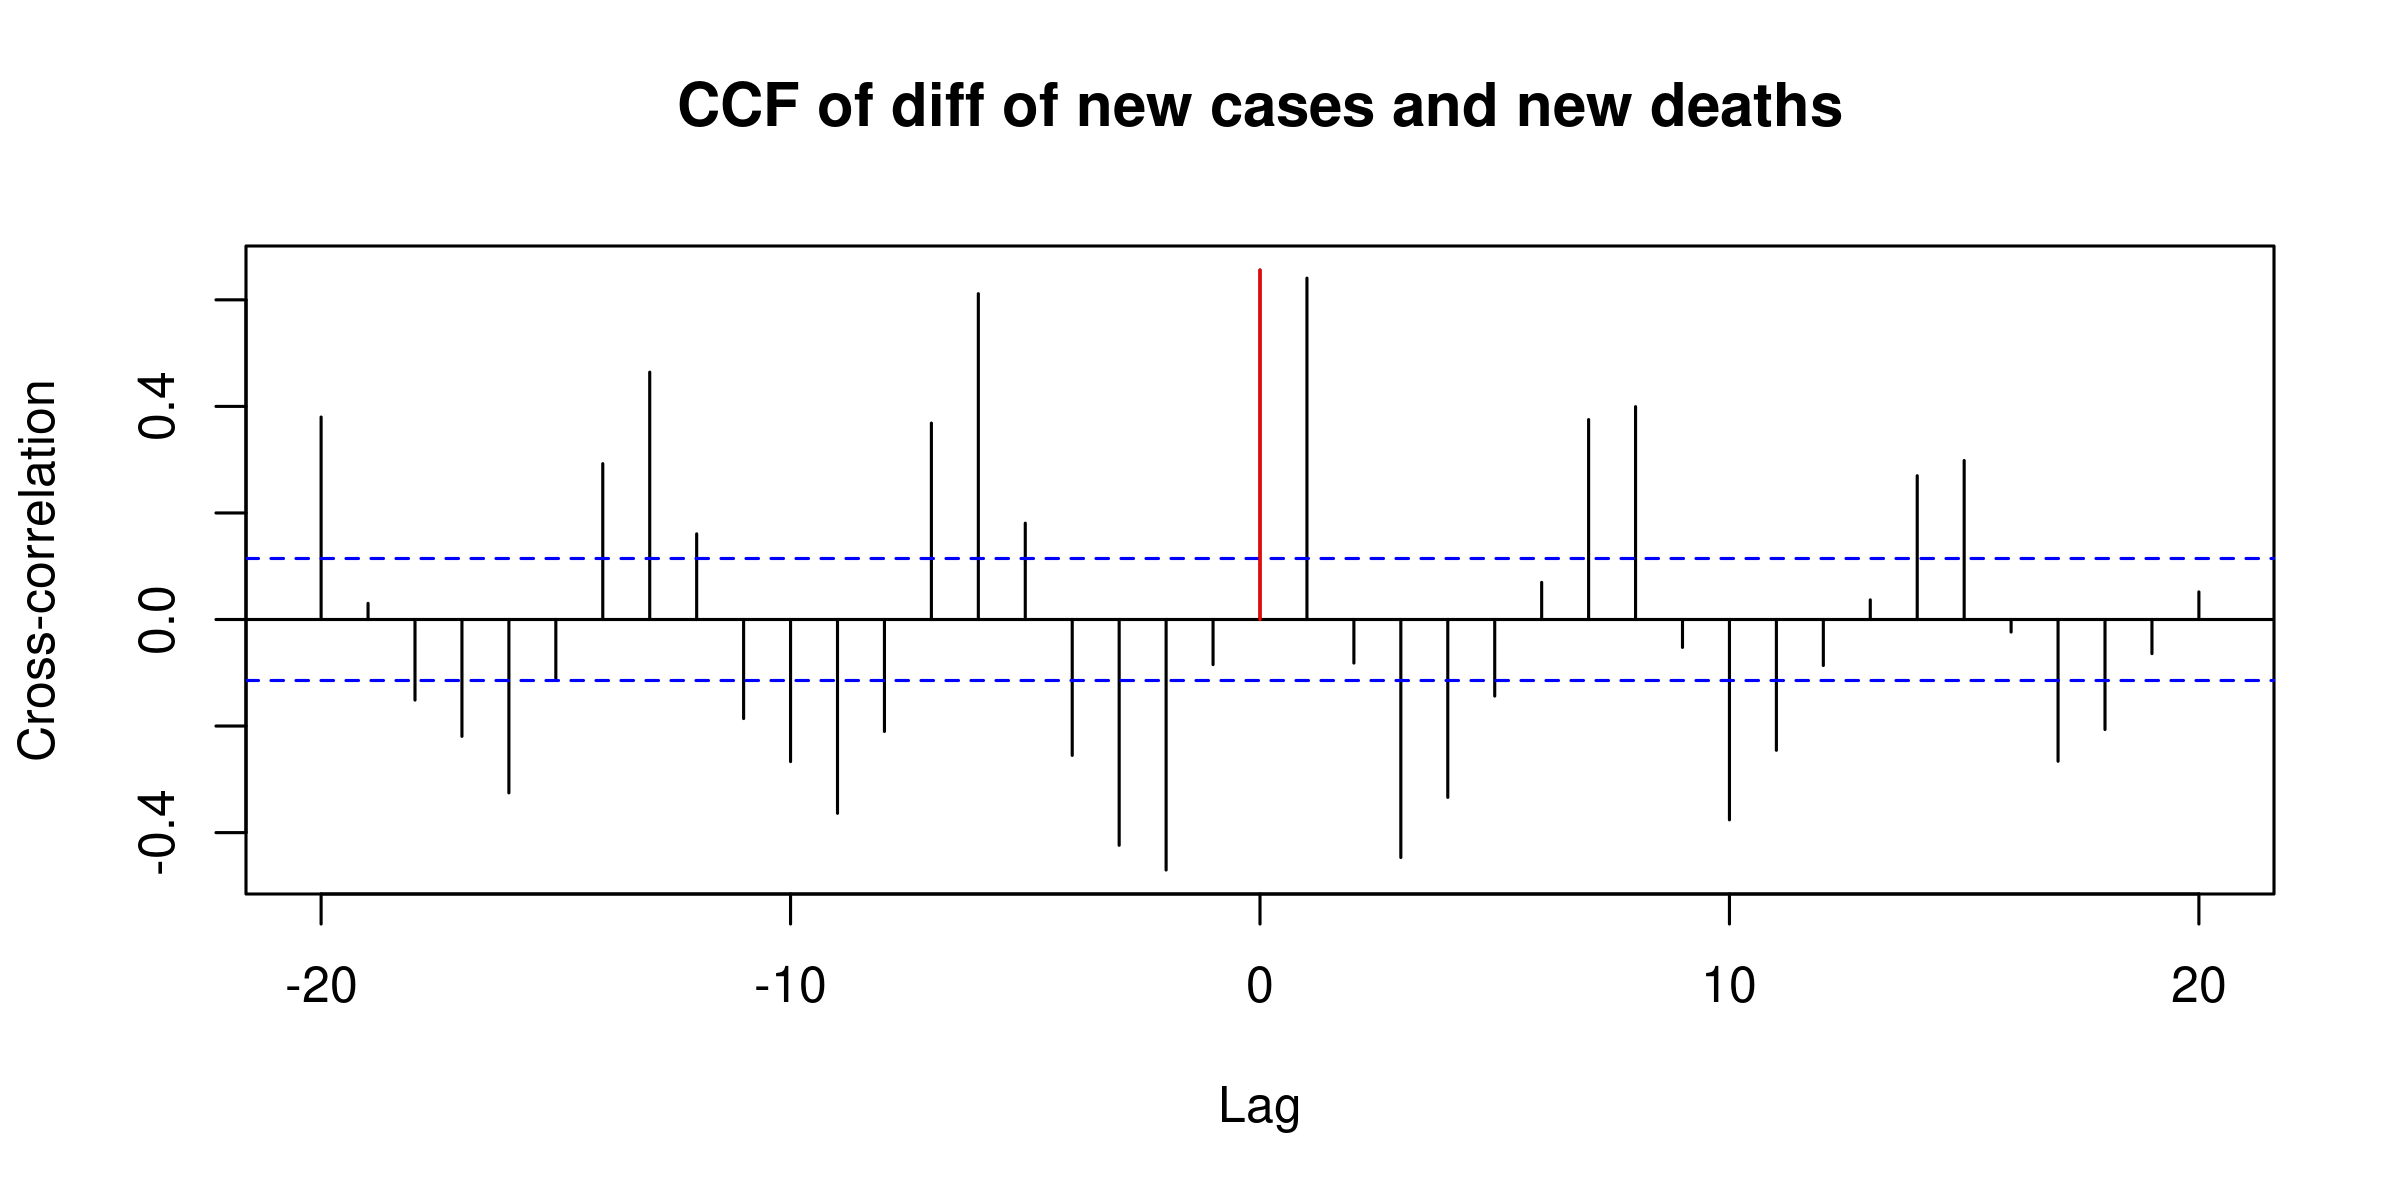 CCF of diff of new cases and new deaths
Cross-correlation
0.4
0.0
-0.4
-20 -10 0 10 20
Lag